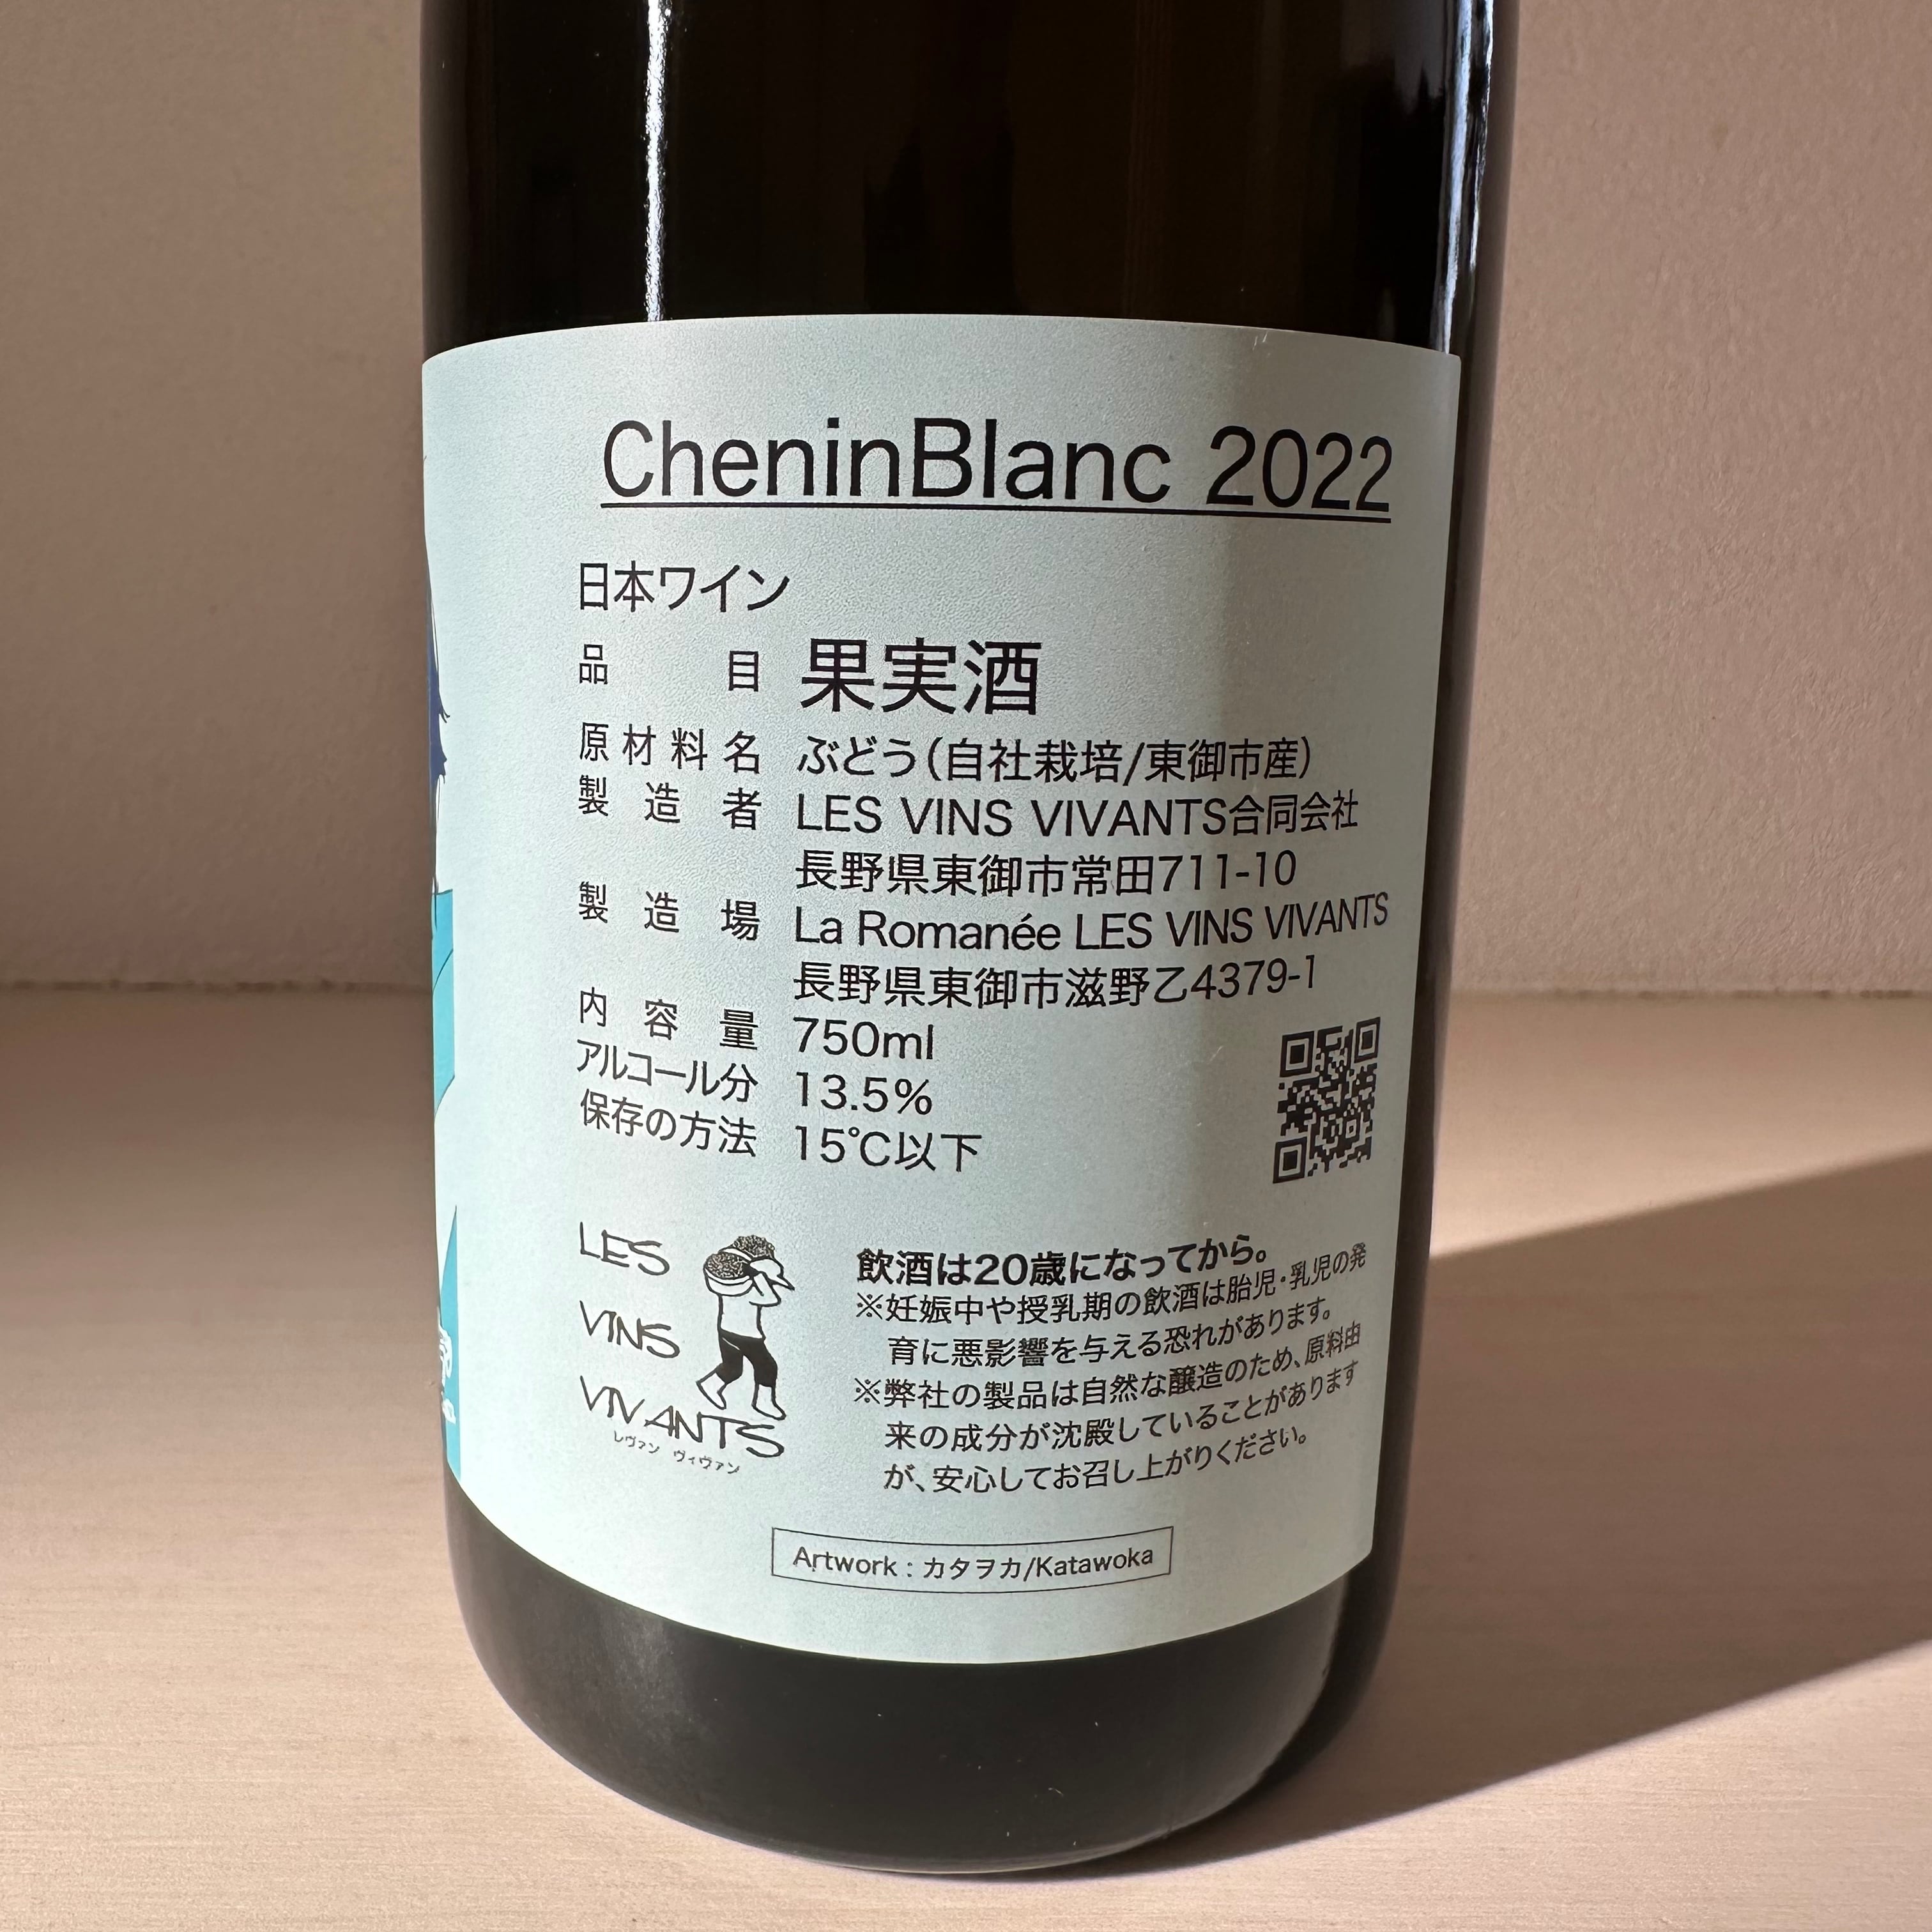 CheninBlanc 2022
日本ワイン
品目 果実酒
原材料名 ぶどう(自社栽培/東御市産)
製造者 LES VINS VIVANTS合同会社
長野県東御市常田711-10
製造場 La Romanée LES VINS VIVANTS
長野県東御市滋野乙4379-1
内容量 750ml
アルコール分 13.5%
保存の方法 15℃以下
LES
VINS
VIVANTS
レヴァン ヴィヴァン
飲酒は20歳になってから。
※妊娠中や授乳期の飲酒は胎児・乳児の発
育に悪影響を与える恐れがあります。
※弊社の製品は自然な醸造のため、原料由
来の成分が沈殿していることがあります
が、安心してお召し上がりください。
Artwork : カタヲカ/Katawoka